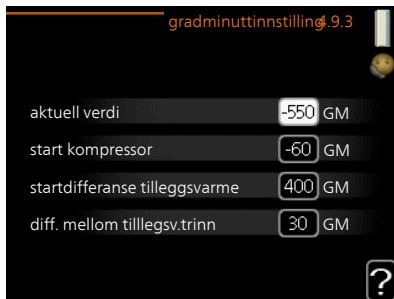 gradminuttinnstilling 4.9.3
aktuell verdi -550 GM
start kompressor -60 GM
startdifferanse tilleggsvarme 400 GM
diff. mellom tilllegsv.trinn 30 GM
?